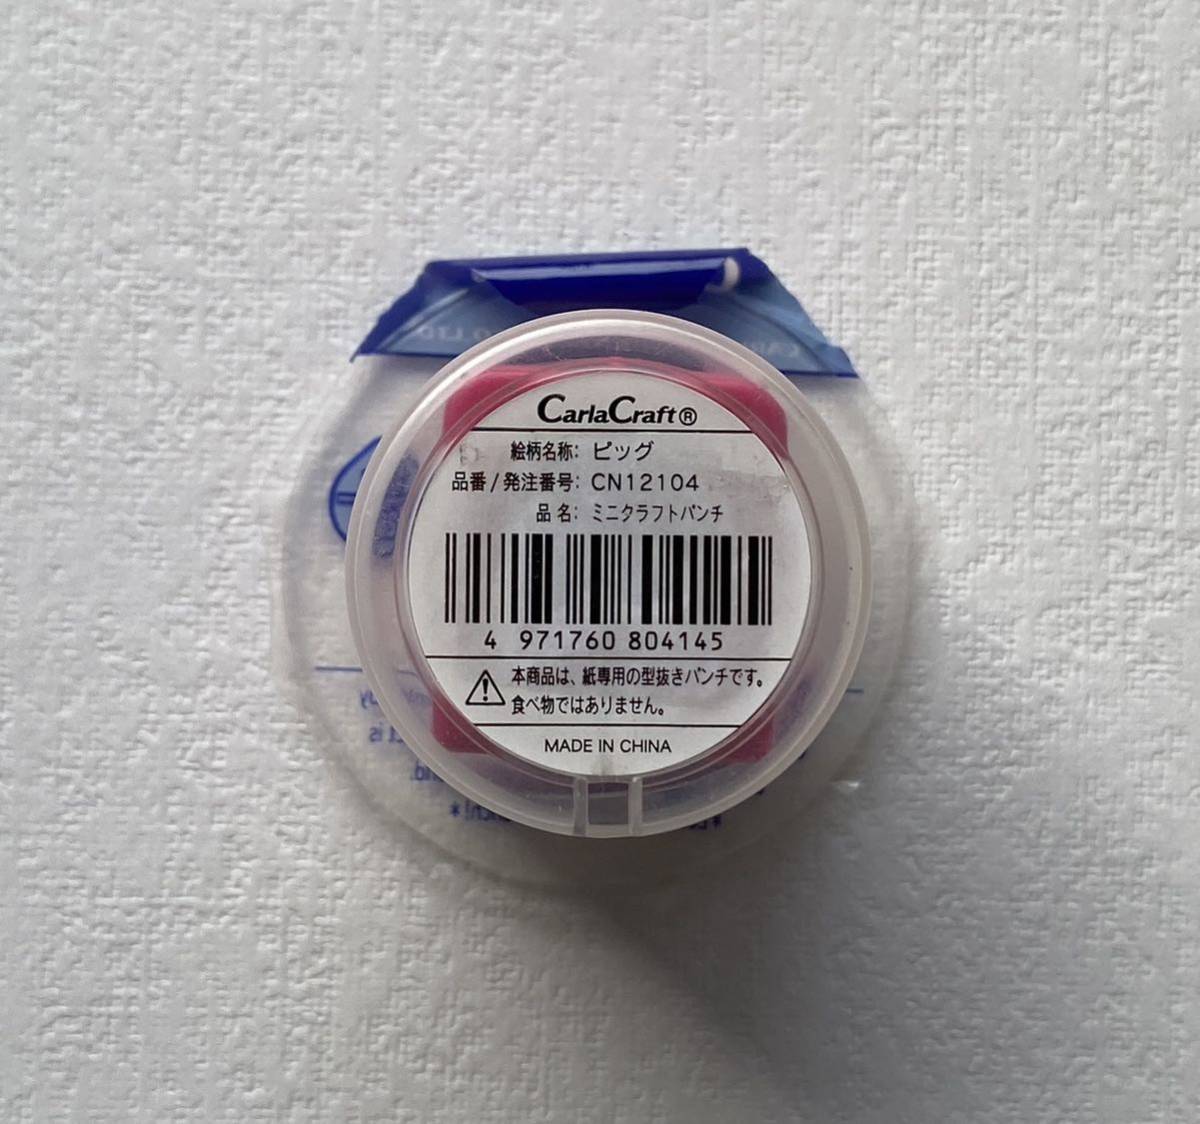 CarlaCraft®
絵柄名称: ピッグ
品番/発注番号: CN12104
品名: ミニクラフトパンチ
4 971760 804145
本商品は、紙専用の型抜きパンチです。
食べ物ではありません。
MADE IN CHINA